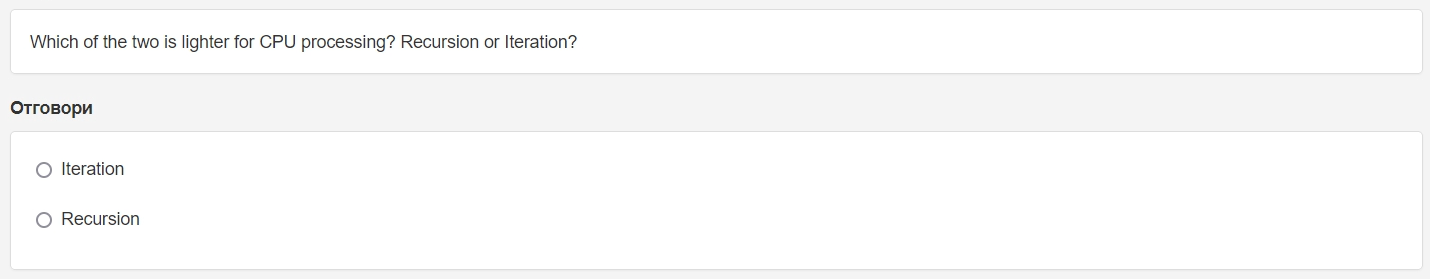 Which of the two is lighter for CPU processing? Recursion or Iteration?
Отговори
Iteration
Recursion